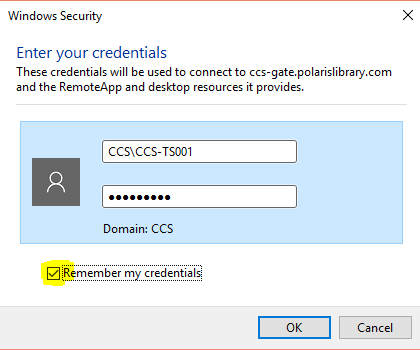 Windows Security
Enter your credentials
These credentials will be used to connect to ccs-gate.polarislibrary.com
and the RemoteApp and desktop resources it provides.
CCS\CCS-TS001
●●●●●●●●●
Domain: CCS
Remember my credentials
OK
Cancel